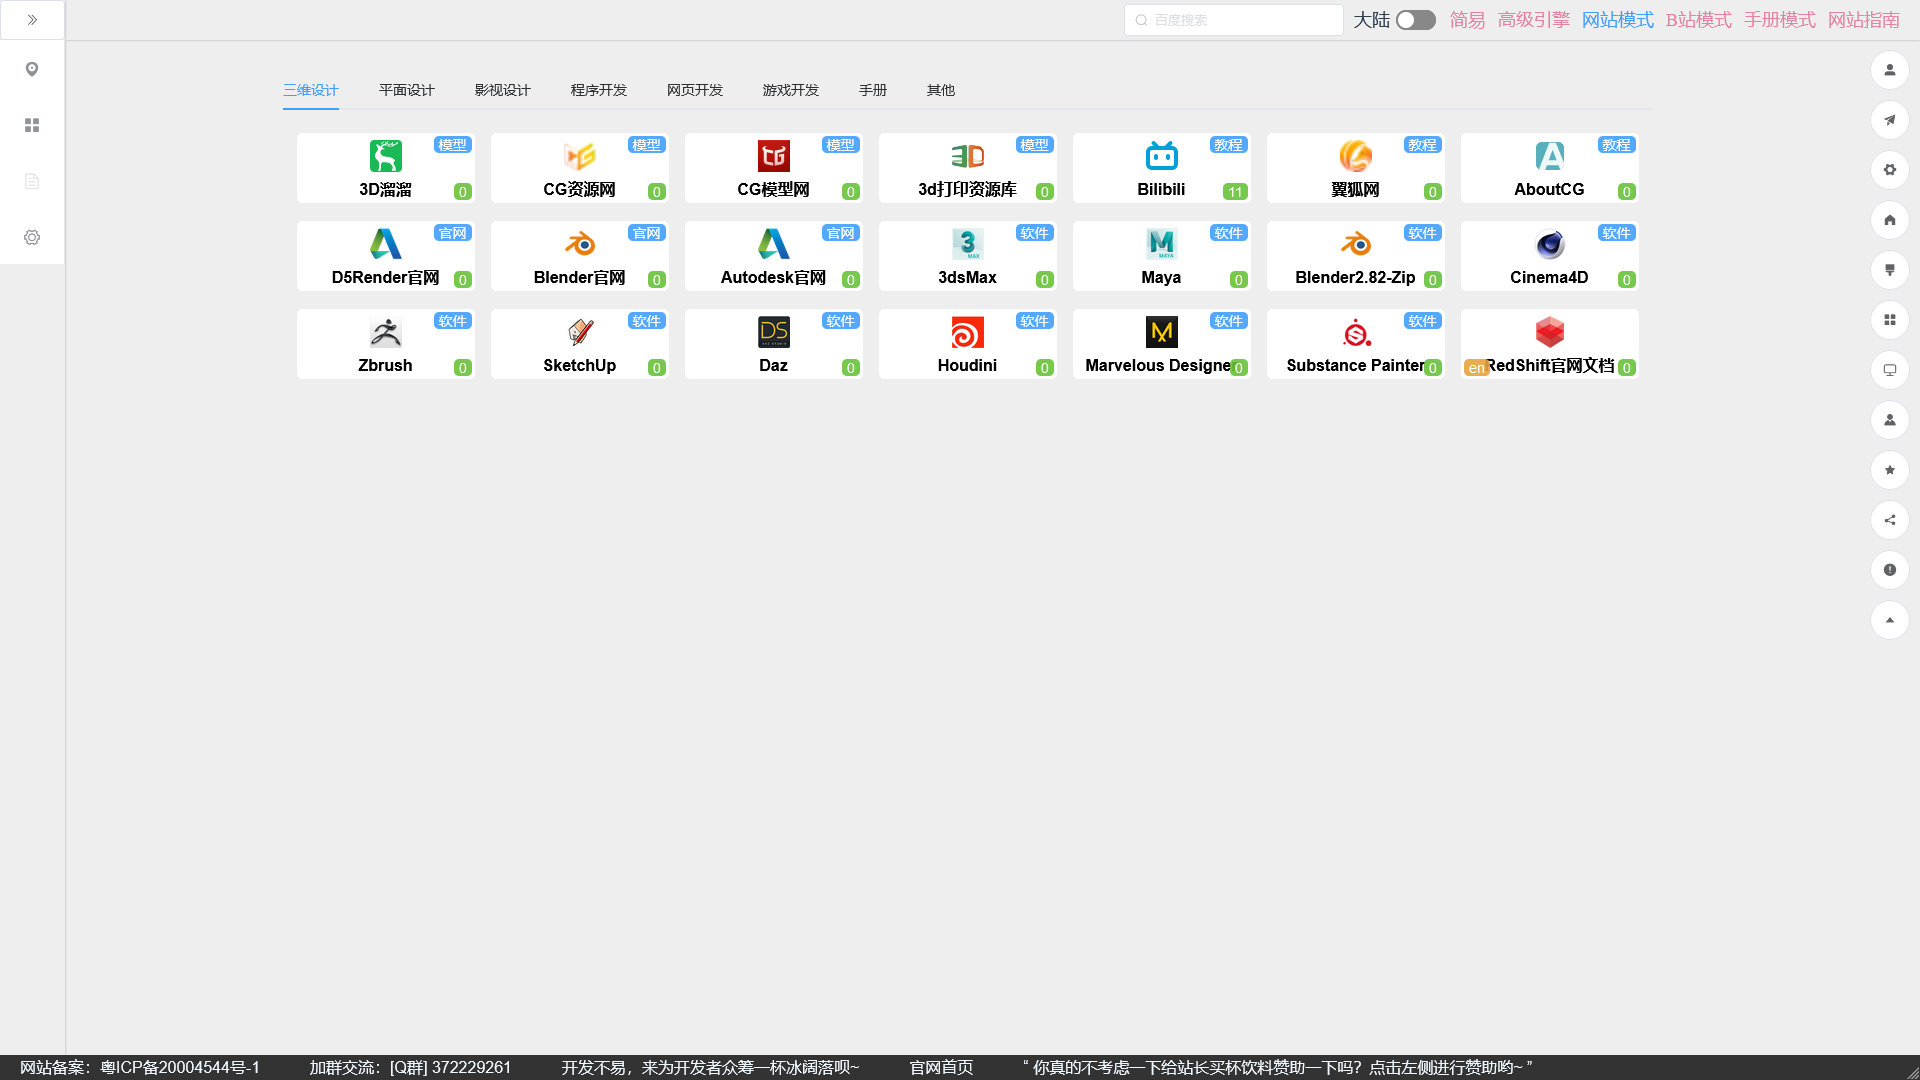 百度搜索 大陆 简易 高级引擎 网站模式 B站模式 手册模式 网站指南
三维设计 平面设计 影视设计 程序开发 网页开发 游戏开发 手册 其他
模型 模型 模型 模型 教程 教程 教程
3D溜溜 0 CG资源网 0 CG模型网 0 3d打印资源库 0 Bilibili 11 翼狐网 0 AboutCG 0
官网 官网 官网 软件 软件 软件 软件
D5Render官网 0 Blender官网 0 Autodesk官网 0 3dsMax 0 Maya 0 Blender2.82-Zip 0 Cinema4D 0
软件 软件 软件 软件 软件 软件
Zbrush 0 SketchUp 0 Daz 0 Houdini 0 Marvelous Designe 0 Substance Painter 0 en RedShift官网文档 0
网站备案：粤ICP备20004544号-1 加群交流：[Q群] 372229261 开发不易，来为开发者众筹一杯冰阔落呗~ 官网首页 “ 你真的不考虑一下给站长买杯饮料赞助一下吗？点击左侧进行赞助哟~ ”